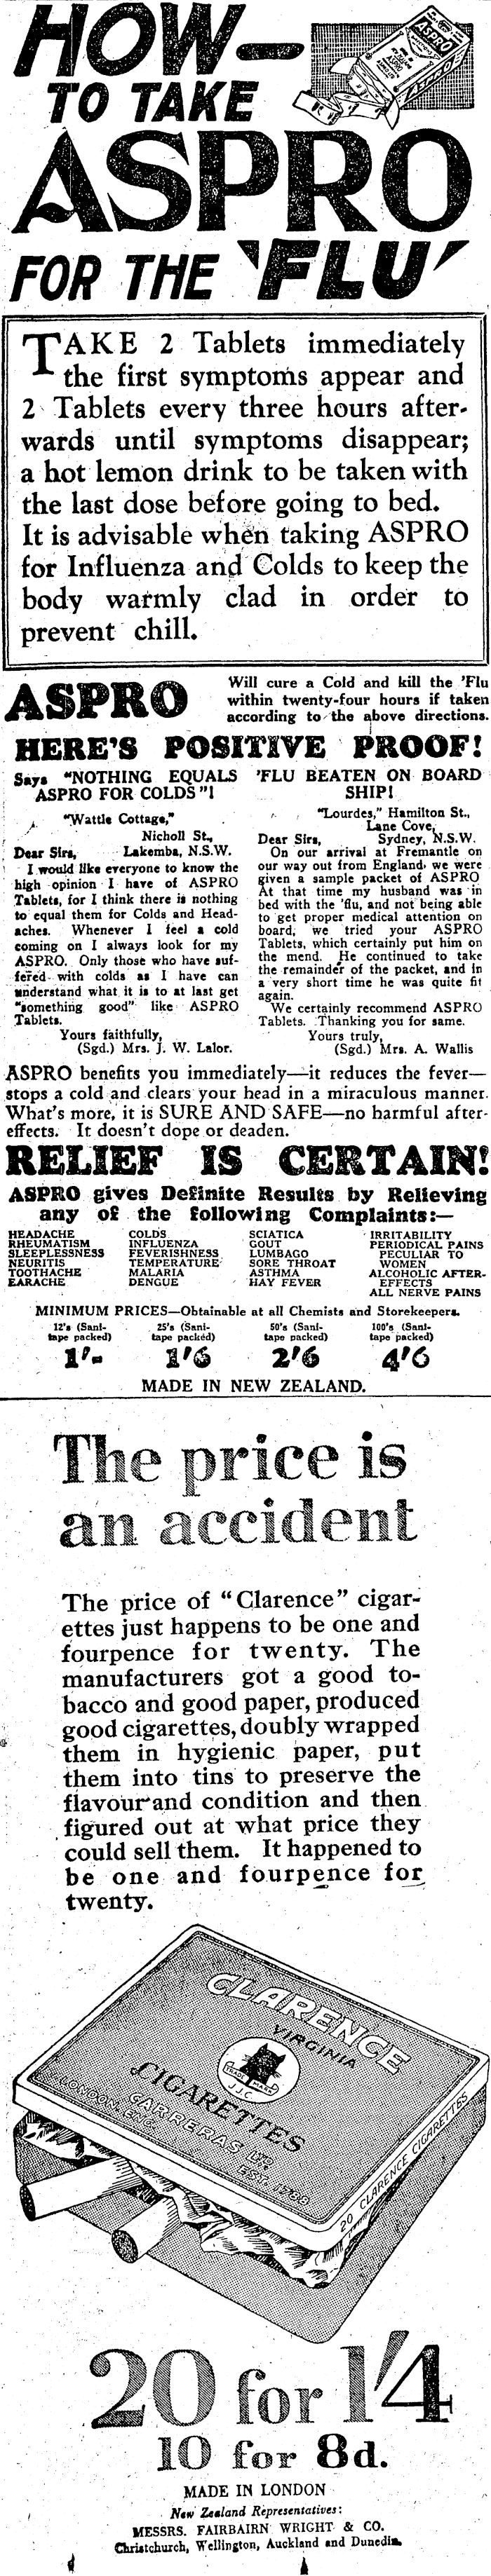 HOW—
TO TAKE
ASPRO
ASPRO
FOR THE 'FLU'
TAKE 2 Tablets immediately
the first symptoms appear and
2 Tablets every three hours after-
wards until symptoms disappear;
a hot lemon drink to be taken with
the last dose before going to bed.
It is advisable when taking ASPRO
for Influenza and Colds to keep the
body warmly clad in order to
prevent chill.
ASPRO
Will cure a Cold and kill the 'Flu
within twenty-four hours if taken
according to the above directions.
HERE'S POSITIVE PROOF!
Says "NOTHING EQUALS
ASPRO FOR COLDS"!
"Wattle Cottage,"
Nicholl St.,
Dear Sirs, Lakemba, N.S.W.
I would like everyone to know the
high opinion I have of ASPRO
Tablets, for I think there is nothing
to equal them for Colds and Head-
aches. Whenever I feel a cold
coming on I always look for my
ASPRO. Only those who have suf-
fered with colds as I have can
understand what it is to at last get
"something good" like ASPRO
Tablets.
Yours faithfully,
(Sgd.) Mrs. J. W. Lalor.
'FLU BEATEN ON BOARD
SHIP!
"Lourdes," Hamilton St.,
Lane Cove,
Dear Sirs, Sydney, N.S.W.
On our arrival at Fremantle on
our way out from England we were
given a sample packet of ASPRO
At that time my husband was in
bed with the 'flu, and not being able
to get proper medical attention on
board, we tried your ASPRO
Tablets, which certainly put him on
the mend. He continued to take
the remainder of the packet, and in
a very short time he was quite fit
again.
We certainly recommend ASPRO
Tablets. Thanking you for same.
Yours truly,
(Sgd.) Mrs. A. Wallis
ASPRO benefits you immediately—it reduces the fever—
stops a cold and clears your head in a miraculous manner.
What's more, it is SURE AND SAFE—no harmful after-
effects. It doesn't dope or deaden.
RELIEF IS CERTAIN!
ASPRO gives Definite Results by Relieving
any of the following Complaints:—
HEADACHE
RHEUMATISM
SLEEPLESSNESS
NEURITIS
TOOTHACHE
EARACHE
COLDS
INFLUENZA
FEVERISHNESS
TEMPERATURE
MALARIA
DENGUE
SCIATICA
GOUT
LUMBAGO
SORE THROAT
ASTHMA
HAY FEVER
IRRITABILITY
PERIODICAL PAINS
PECULIAR TO
WOMEN
ALCOHOLIC AFTER-
EFFECTS
ALL NERVE PAINS
MINIMUM PRICES—Obtainable at all Chemists and Storekeepers.
12's (Sani-
tape packed)
1'-
25's (Sani-
tape packed)
1'6
50's (Sani-
tape packed)
2'6
100's (Sani-
tape packed)
4'6
MADE IN NEW ZEALAND.
The price is
an accident
The price of "Clarence" cigar-
ettes just happens to be one and
fourpence for twenty. The
manufacturers got a good to-
bacco and good paper, produced
good cigarettes, doubly wrapped
them in hygienic paper, put
them into tins to preserve the
flavour and condition and then
figured out at what price they
could sell them. It happened to
be one and fourpence for
twenty.
CLARENCE
VIRGINIA
TRADE MARK
J.J.C
CIGARETTES
CARRERAS LTD
LONDON, ENG. EST. 1788
20 CLARENCE CIGARETTES
20 for 1'4
10 for 8d.
MADE IN LONDON
New Zealand Representatives:
MESSRS. FAIRBAIRN WRIGHT & CO.
Christchurch, Wellington, Auckland and Dunedin.